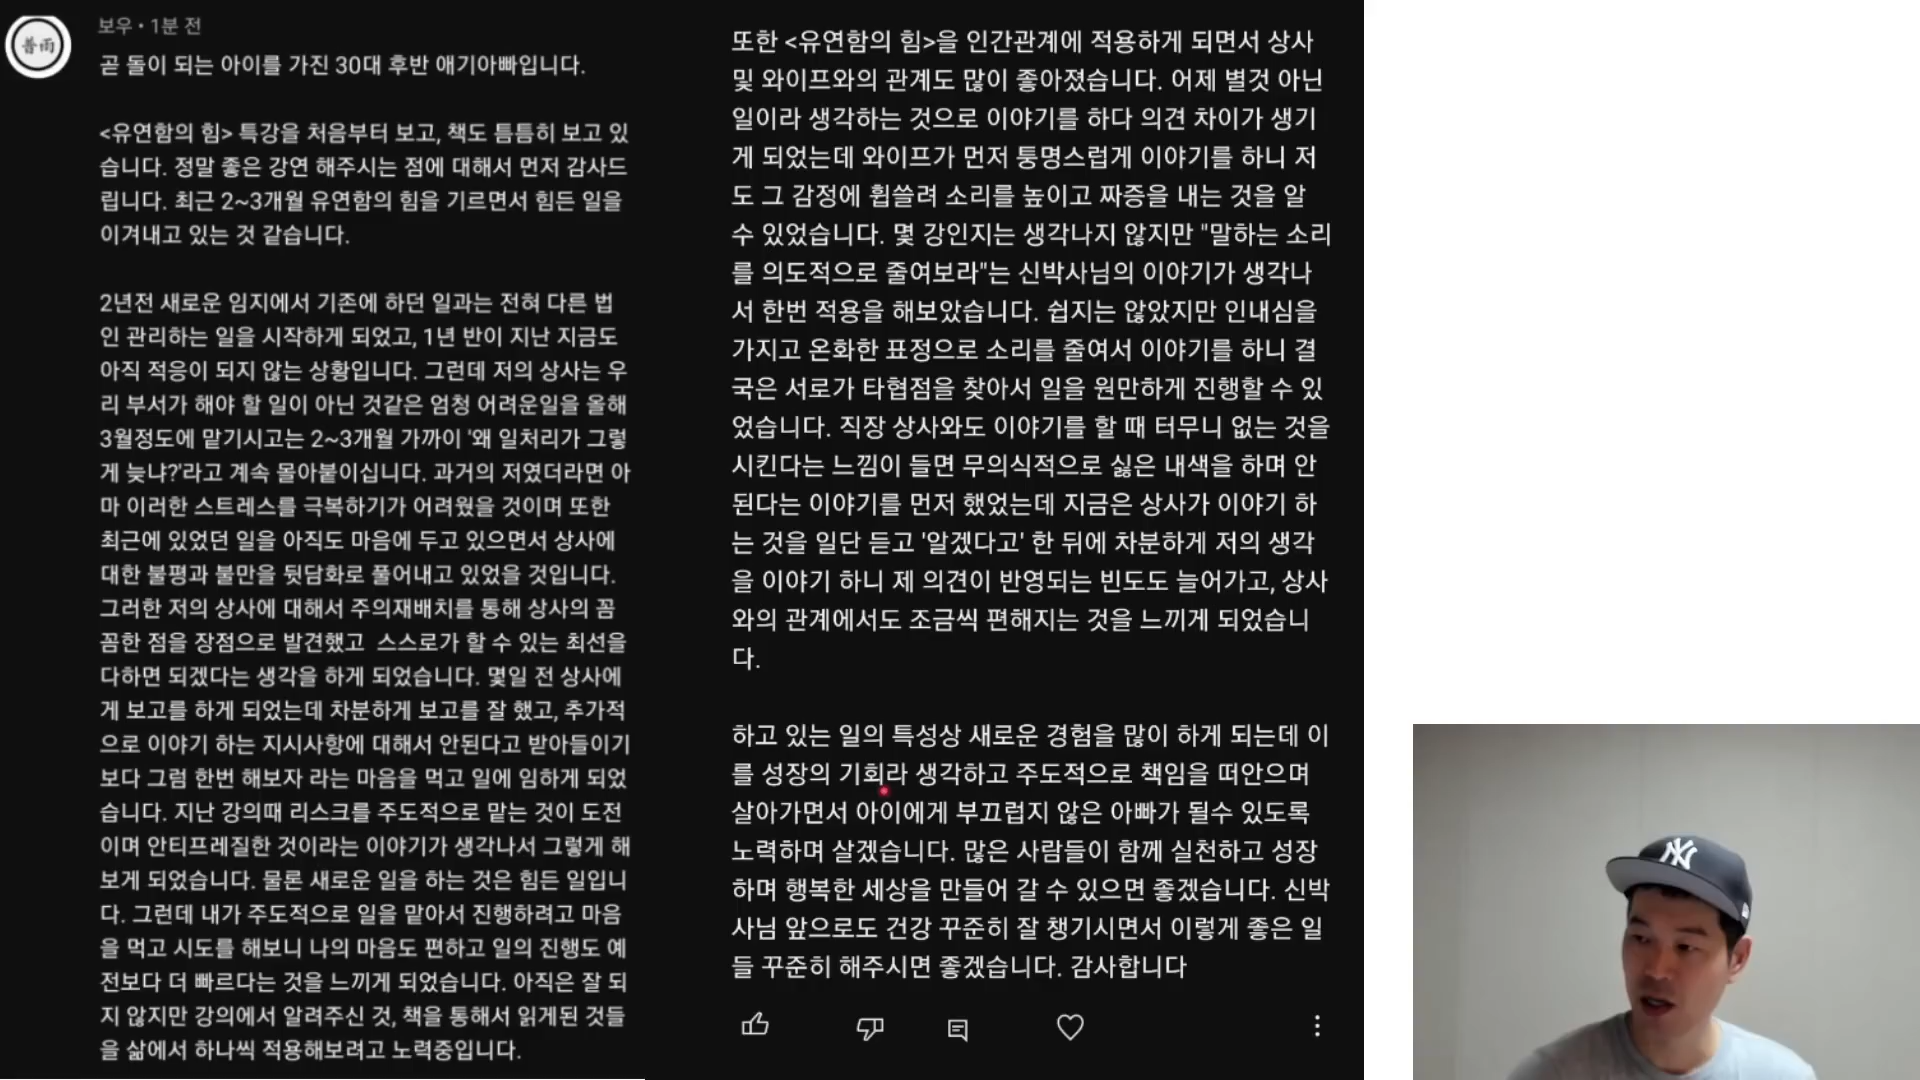 普雨
보우 • 1분 전
곧 돌이 되는 아이를 가진 30대 후반 애기아빠입니다.
<유연함의 힘> 특강을 처음부터 보고, 책도 틈틈히 보고 있
습니다. 정말 좋은 강연 해주시는 점에 대해서 먼저 감사드
립니다. 최근 2~3개월 유연함의 힘을 기르면서 힘든 일을
이겨내고 있는 것 같습니다.
2년전 새로운 임지에서 기존에 하던 일과는 전혀 다른 법
인 관리하는 일을 시작하게 되었고, 1년 반이 지난 지금도
아직 적응이 되지 않는 상황입니다. 그런데 저의 상사는 우
리 부서가 해야 할 일이 아닌 것같은 엄청 어려운일을 올해
3월정도에 맡기시고는 2~3개월 가까이 '왜 일처리가 그렇
게 늦냐?'라고 계속 몰아붙이십니다. 과거의 저였더라면 아
마 이러한 스트레스를 극복하기가 어려웠을 것이며 또한
최근에 있었던 일을 아직도 마음에 두고 있으면서 상사에
대한 불평과 불만을 뒷담화로 풀어내고 있었을 것입니다.
그러한 저의 상사에 대해서 주의재배치를 통해 상사의 꼼
꼼한 점을 장점으로 발견했고  스스로가 할 수 있는 최선을
다하면 되겠다는 생각을 하게 되었습니다. 몇일 전 상사에
게 보고를 하게 되었는데 차분하게 보고를 잘 했고, 추가적
으로 이야기 하는 지시사항에 대해서 안된다고 받아들이기
보다 그럼 한번 해보자 라는 마음을 먹고 일에 임하게 되었
습니다. 지난 강의때 리스크를 주도적으로 맡는 것이 도전
이며 안티프레질한 것이라는 이야기가 생각나서 그렇게 해
보게 되었습니다. 물론 새로운 일을 하는 것은 힘든 일입니
다. 그런데 내가 주도적으로 일을 맡아서 진행하려고 마음
을 먹고 시도를 해보니 나의 마음도 편하고 일의 진행도 예
전보다 더 빠르다는 것을 느끼게 되었습니다. 아직은 잘 되
지 않지만 강의에서 알려주신 것, 책을 통해서 읽게된 것들
을 삶에서 하나씩 적용해보려고 노력중입니다.
또한 <유연함의 힘>을 인간관계에 적용하게 되면서 상사
및 와이프와의 관계도 많이 좋아졌습니다. 어제 별것 아닌
일이라 생각하는 것으로 이야기를 하다 의견 차이가 생기
게 되었는데 와이프가 먼저 퉁명스럽게 이야기를 하니 저
도 그 감정에 휩쓸려 소리를 높이고 짜증을 내는 것을 알
수 있었습니다. 몇 강인지는 생각나지 않지만 "말하는 소리
를 의도적으로 줄여보라"는 신박사님의 이야기가 생각나
서 한번 적용을 해보았습니다. 쉽지는 않았지만 인내심을
가지고 온화한 표정으로 소리를 줄여서 이야기를 하니 결
국은 서로가 타협점을 찾아서 일을 원만하게 진행할 수 있
었습니다. 직장 상사와도 이야기를 할 때 터무니 없는 것을
시킨다는 느낌이 들면 무의식적으로 싫은 내색을 하며 안
된다는 이야기를 먼저 했었는데 지금은 상사가 이야기 하
는 것을 일단 듣고 '알겠다고' 한 뒤에 차분하게 저의 생각
을 이야기 하니 제 의견이 반영되는 빈도도 늘어가고, 상사
와의 관계에서도 조금씩 편해지는 것을 느끼게 되었습니
다.
하고 있는 일의 특성상 새로운 경험을 많이 하게 되는데 이
를 성장의 기회라 생각하고 주도적으로 책임을 떠안으며
살아가면서 아이에게 부끄럽지 않은 아빠가 될수 있도록
노력하며 살겠습니다. 많은 사람들이 함께 실천하고 성장
하며 행복한 세상을 만들어 갈 수 있으면 좋겠습니다. 신박
사님 앞으로도 건강 꾸준히 잘 챙기시면서 이렇게 좋은 일
들 꾸준히 해주시면 좋겠습니다. 감사합니다
NY